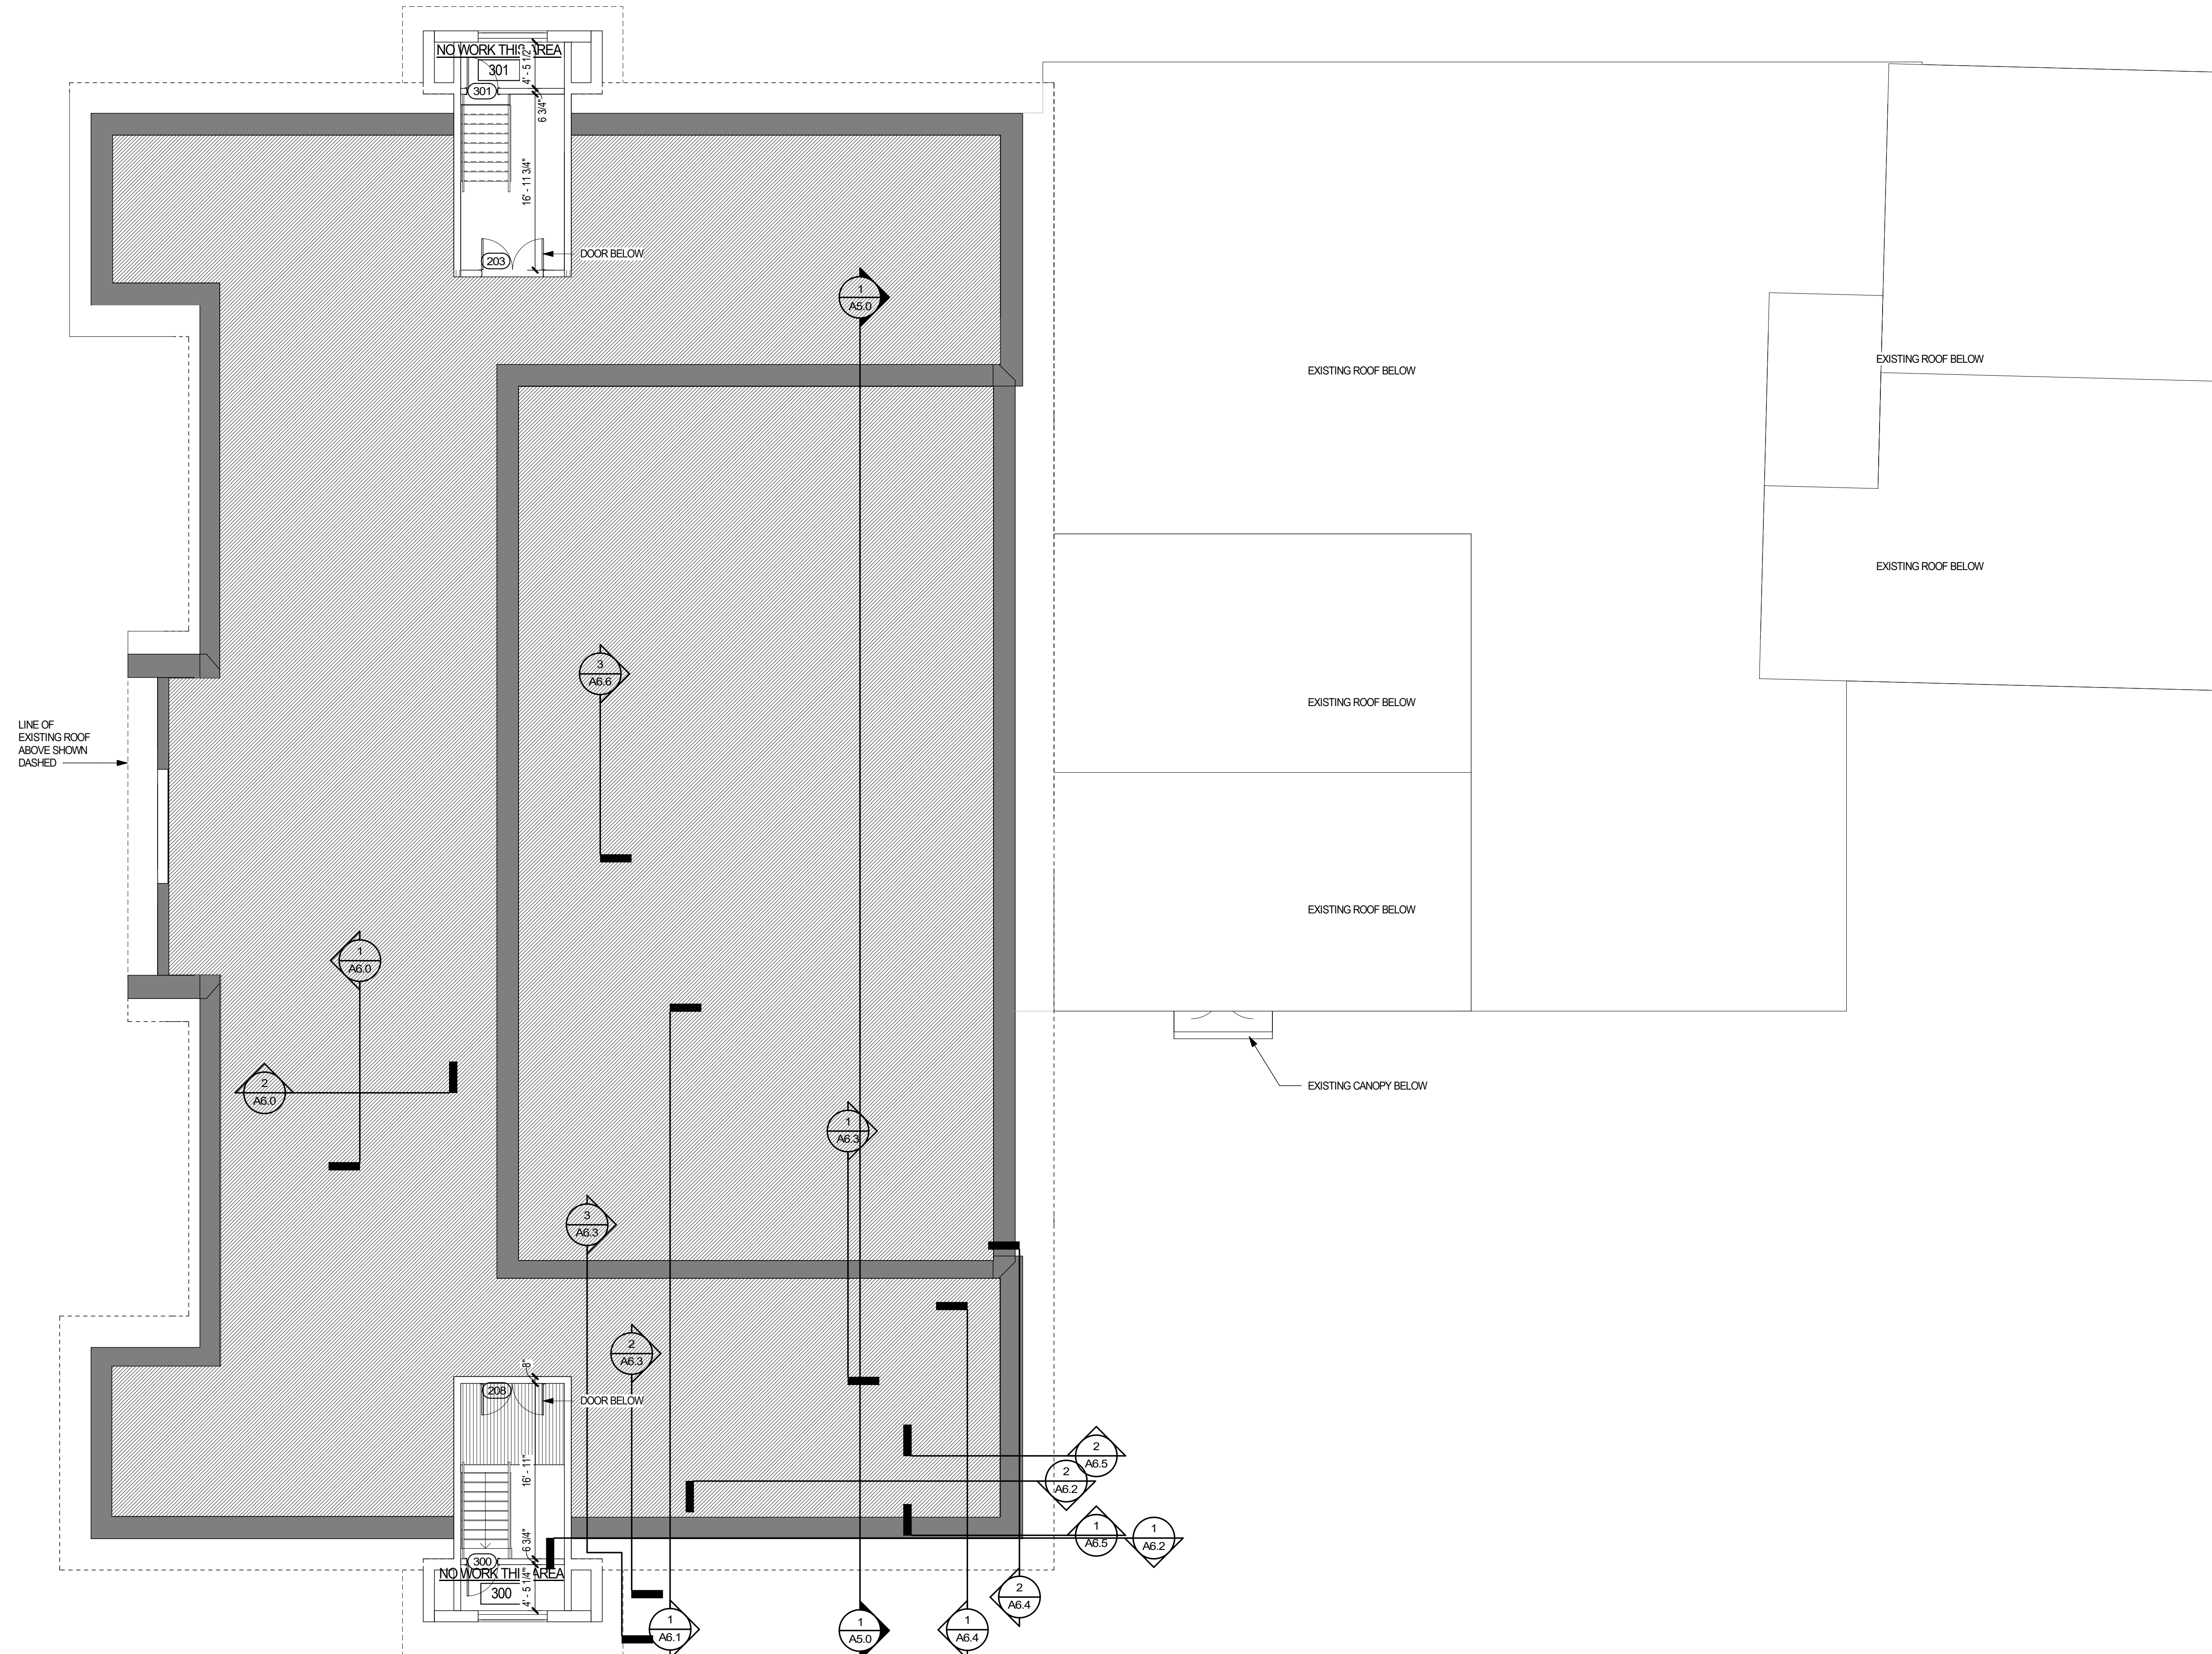 NO WORK THIS AREA
301
4' - 5 1/2"
301
6 3/4"
16' - 11 3/4"
203
DOOR BELOW
1
A5.0
EXISTING ROOF BELOW
EXISTING ROOF BELOW
EXISTING ROOF BELOW
3
A6.6
EXISTING ROOF BELOW
LINE OF
EXISTING ROOF
ABOVE SHOWN
DASHED
EXISTING ROOF BELOW
1
A6.0
2
A6.0
EXISTING CANOPY BELOW
1
A6.3
3
A6.3
2
A6.3
8"
208
DOOR BELOW
16' - 11"
2
A6.5
2
A6.2
1
A6.5
1
A6.2
6 3/4"
300
NO WORK THIS AREA
300
4' - 5 1/4"
2
A6.4
1
A6.1
1
A5.0
1
A6.4